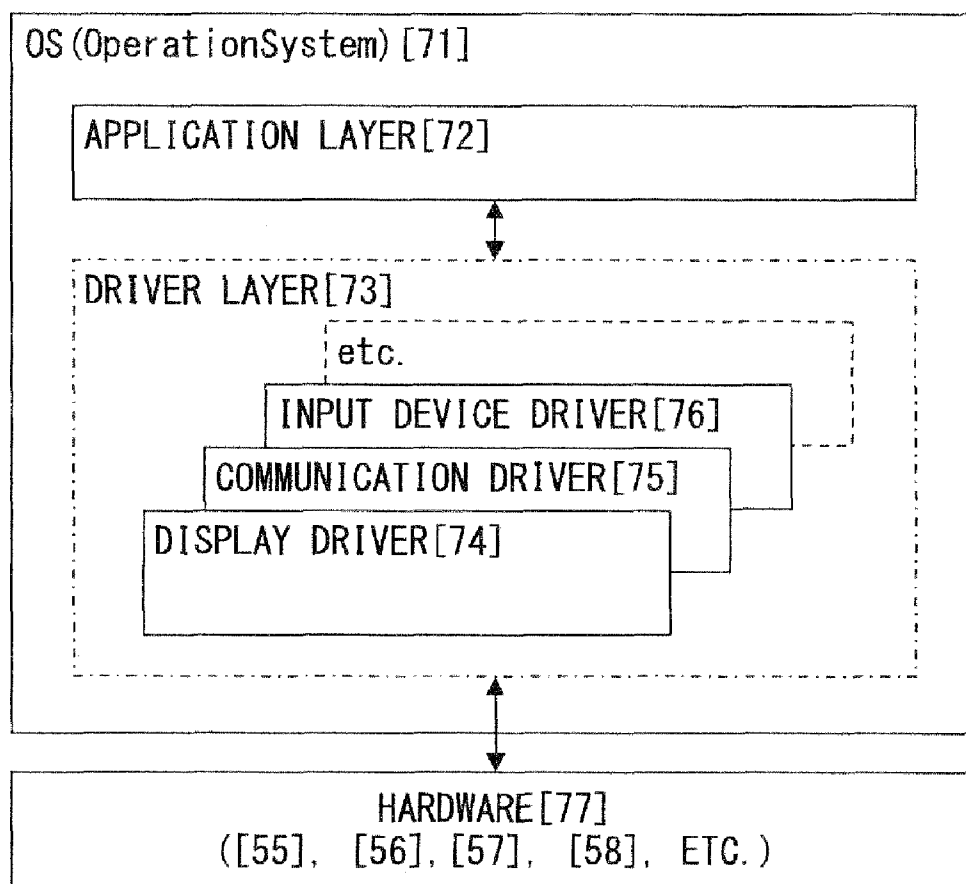 OS(OperationSystem)[71]
APPLICATION LAYER[72]
DRIVER LAYER[73]
etc.
INPUT DEVICE DRIVER[76]
COMMUNICATION DRIVER[75]
DISPLAY DRIVER[74]
HARDWARE[77]
([55], [56],[57], [58], ETC.)